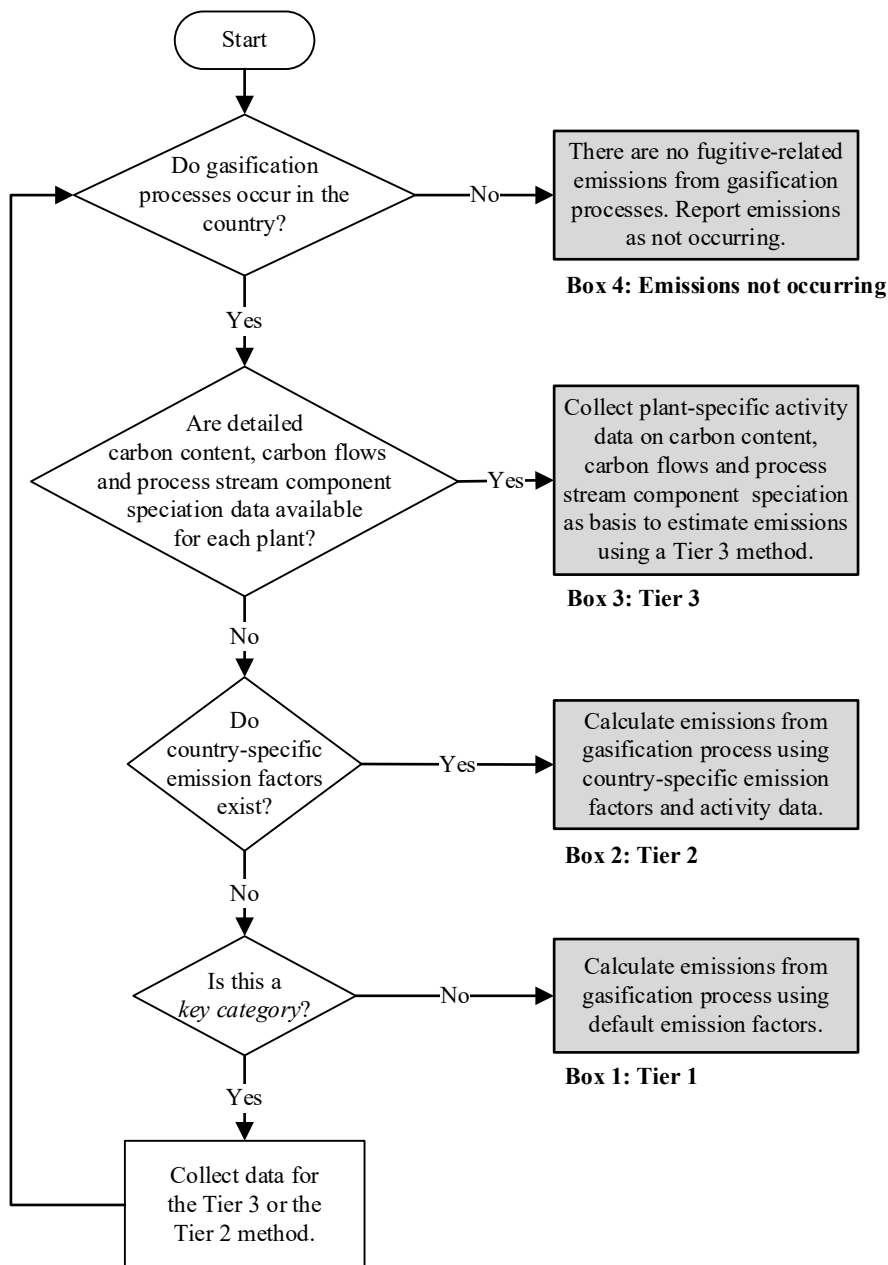 Start
Do gasification
processes occur in the
country?
No
There are no fugitive-related
emissions from gasification
processes. Report emissions
as not occurring.
Box 4: Emissions not occurring
Yes
Are detailed
carbon content, carbon flows
and process stream component
speciation data available
for each plant?
Yes
Collect plant-specific activity
data on carbon content,
carbon flows and process
stream component speciation
as basis to estimate emissions
using a Tier 3 method.
Box 3: Tier 3
No
Do
country-specific
emission factors
exist?
Yes
Calculate emissions from
gasification process using
country-specific emission
factors and activity data.
Box 2: Tier 2
No
Is this a
key category?
No
Calculate emissions from
gasification process using
default emission factors.
Box 1: Tier 1
Yes
Collect data for
the Tier 3 or the
Tier 2 method.